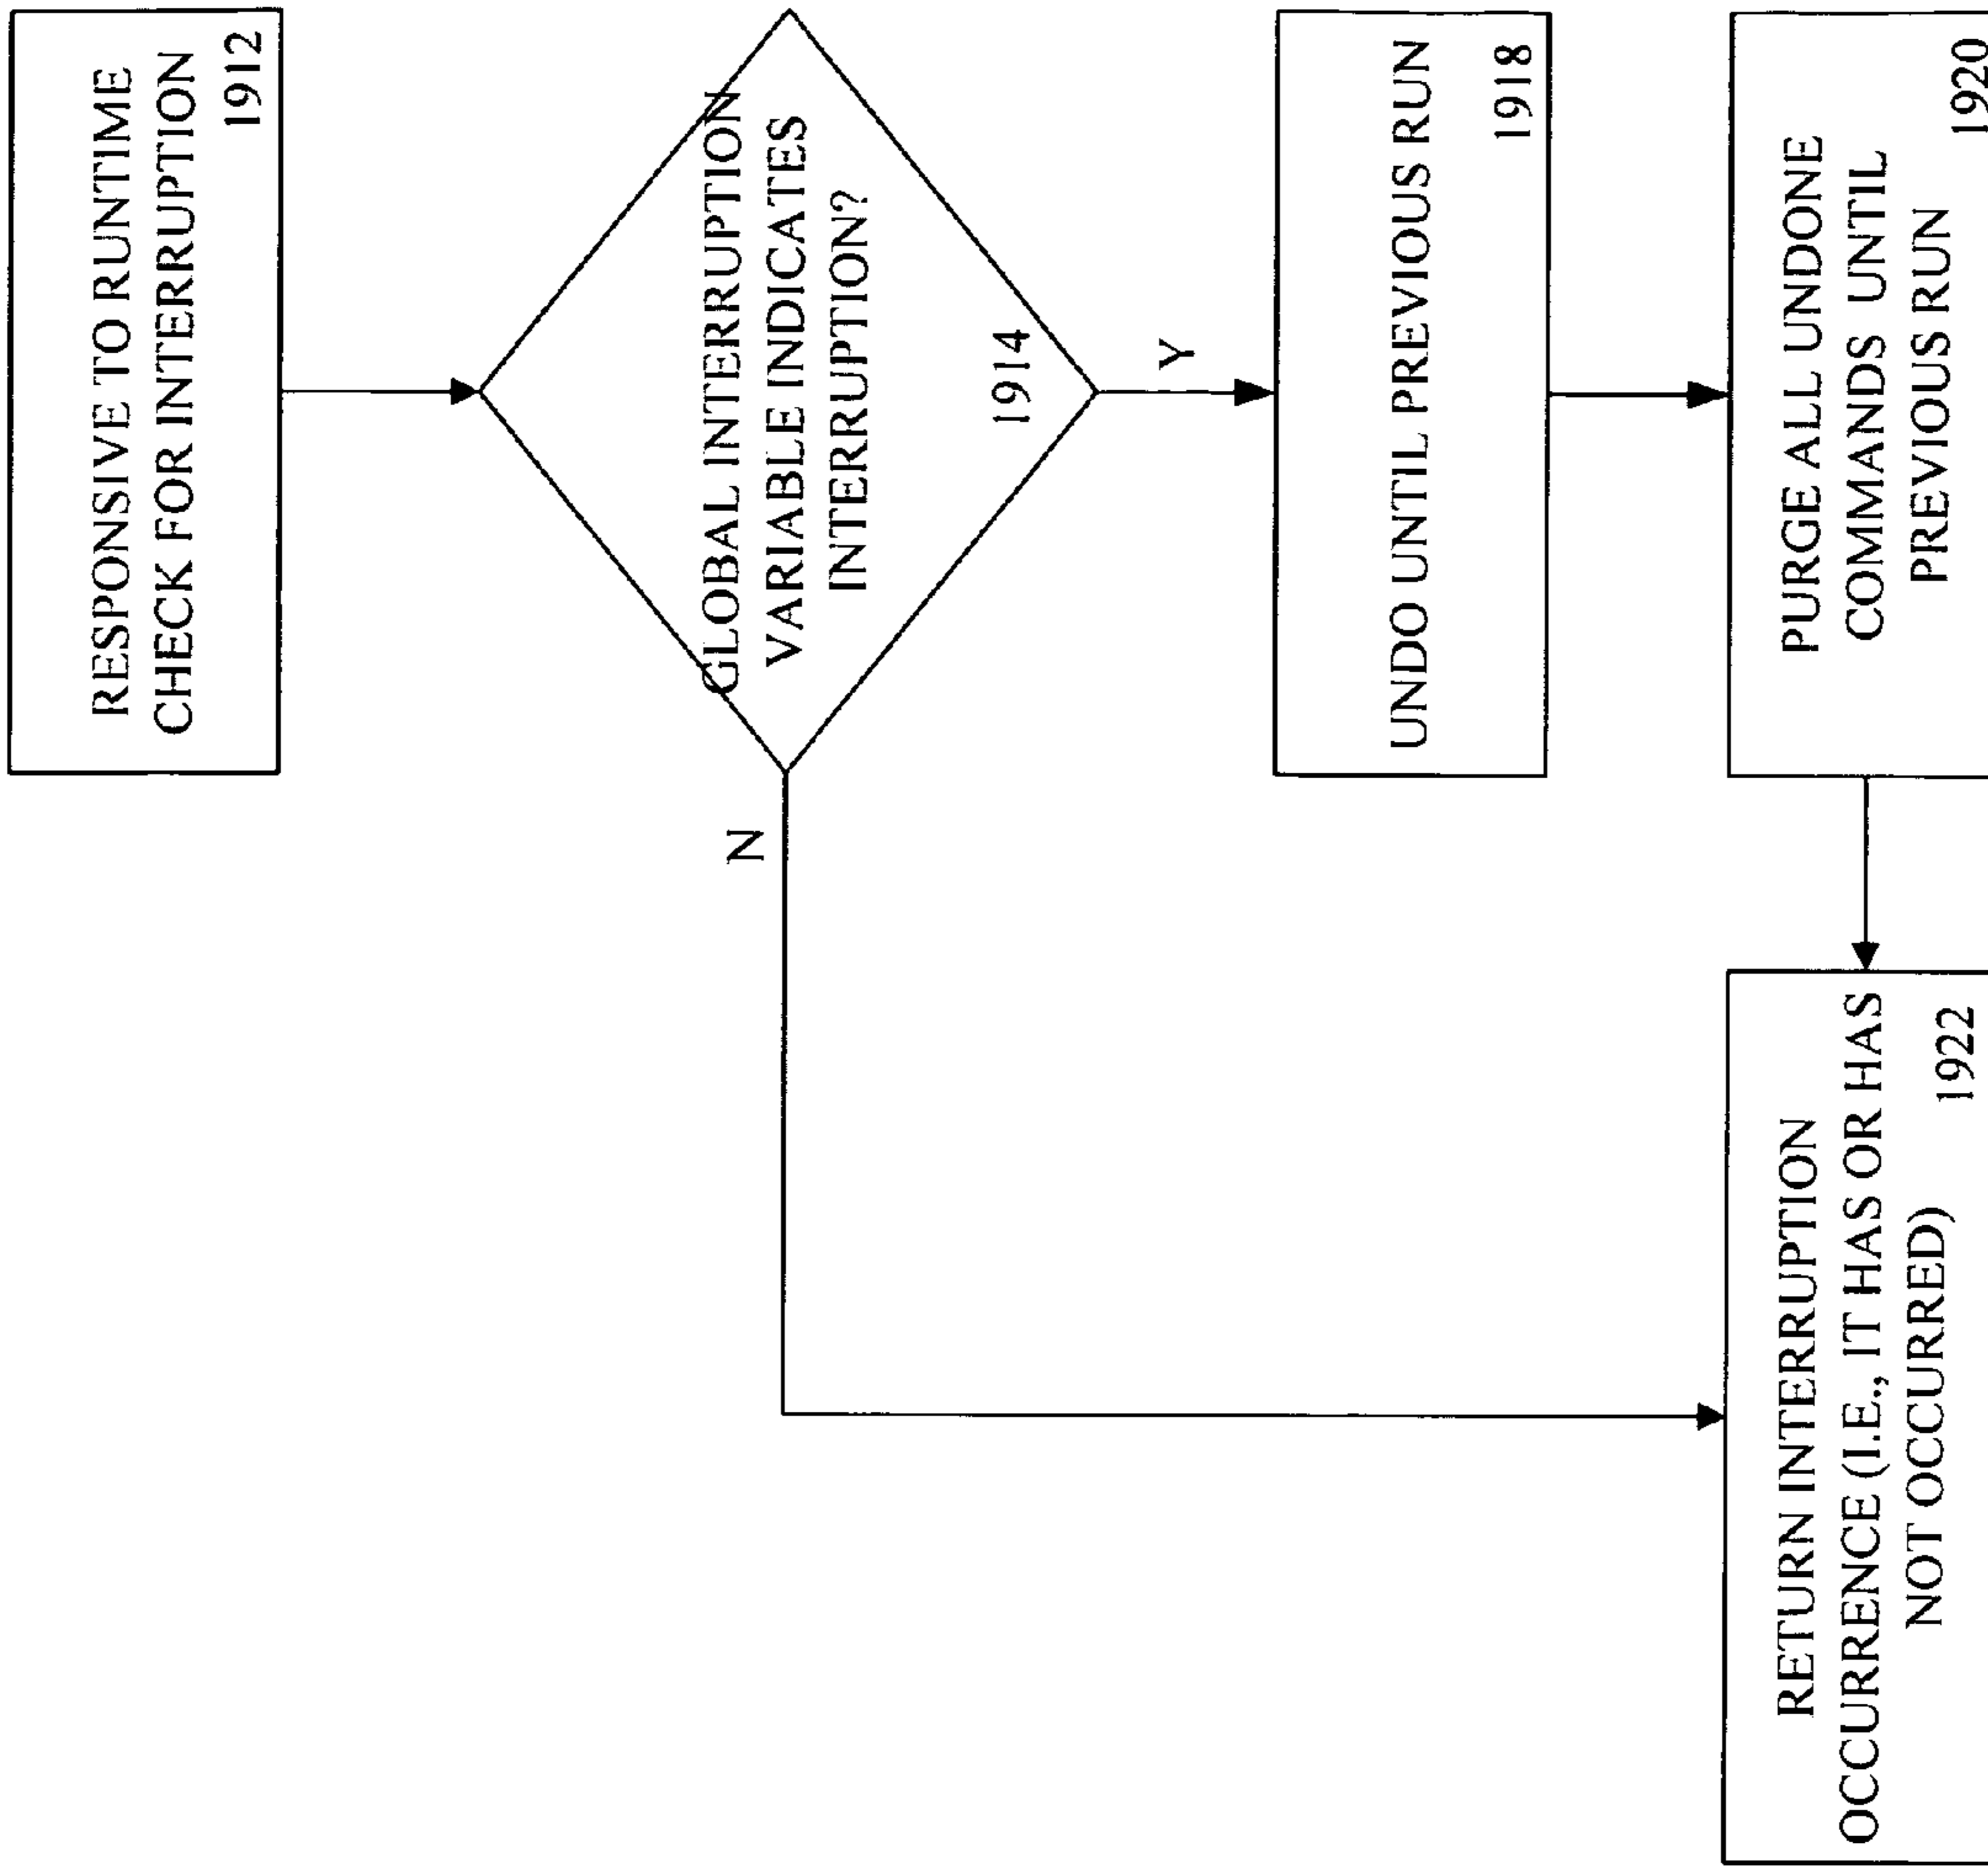 RESPONSIVE TO RUNTIME
CHECK FOR INTERRUPTION
1912
GLOBAL INTERRUPTION
VARIABLE INDICATES
INTERRUPTION?
1914
N
Y
UNDO UNTIL PREVIOUS RUN
1918
PURGE ALL UNDONE
COMMANDS UNTIL
PREVIOUS RUN
1920
RETURN INTERRUPTION
OCCURRENCE (I.E., IT HAS OR HAS
NOT OCCURRED)
1922